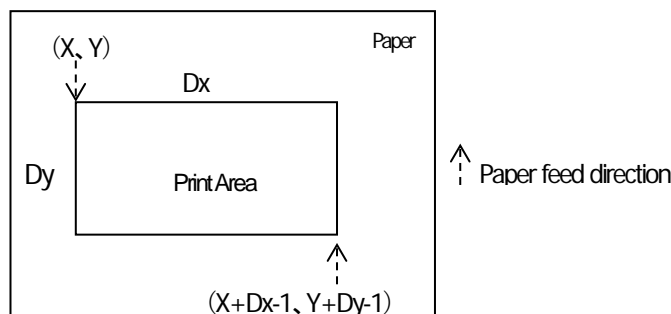 (X、Y)
Paper
Dx
Dy
Print Area
Paper feed direction
(X+Dx-1、Y+Dy-1)